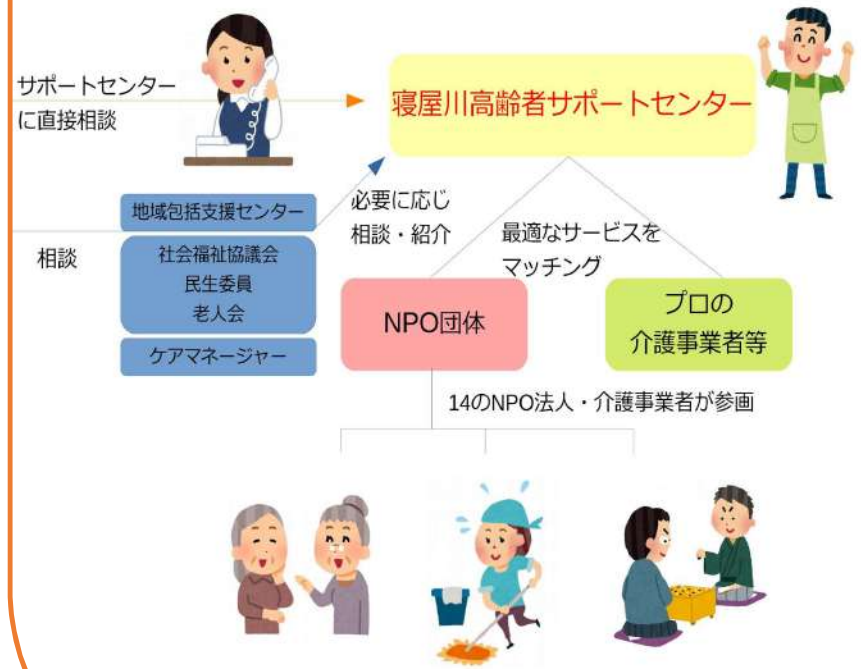 サポートセンター
に直接相談
寝屋川高齢者サポートセンター
地域包括支援センター
相談
社会福祉協議会
民生委員
老人会
ケアマネージャー
必要に応じ
相談・紹介
最適なサービスを
マッチング
NPO団体
プロの
介護事業者等
14のNPO法人・介護事業者が参画